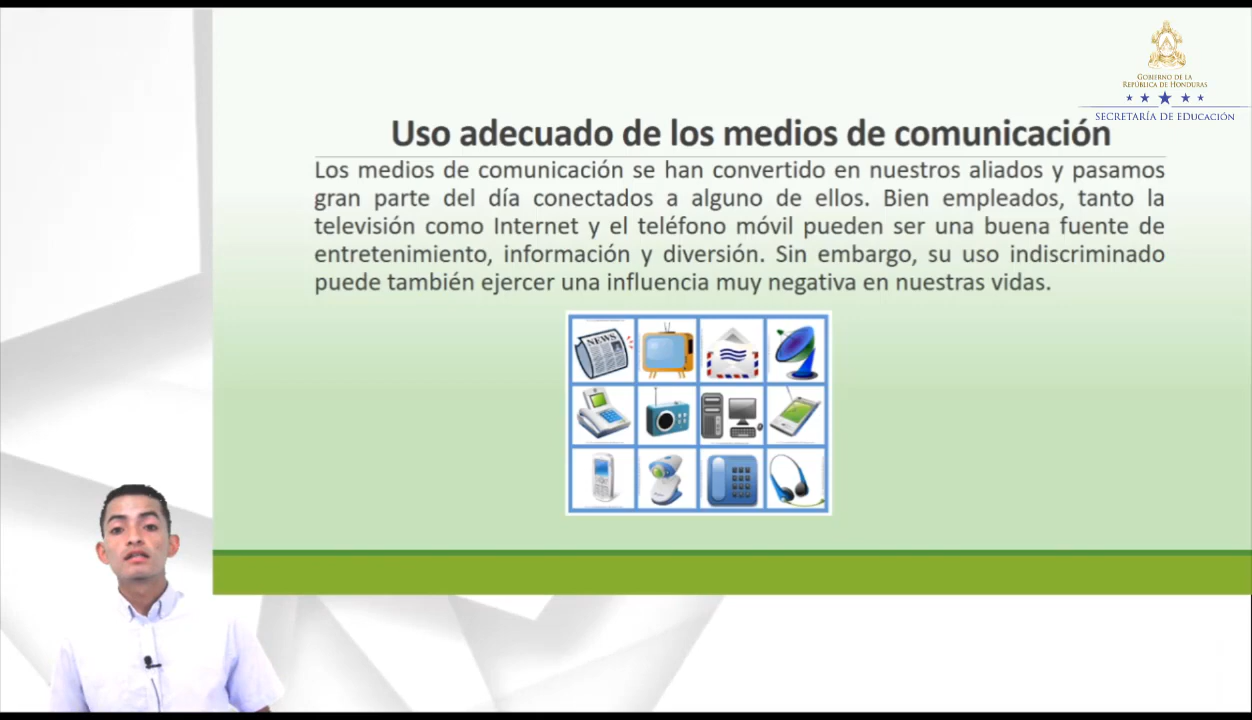 GOBIERNO DE LA
REPÚBLICA DE HONDURAS
SECRETARÍA DE EDUCACIÓN
Uso adecuado de los medios de comunicación
Los medios de comunicación se han convertido en nuestros aliados y pasamos
gran parte del día conectados a alguno de ellos. Bien empleados, tanto la
televisión como Internet y el teléfono móvil pueden ser una buena fuente de
entretenimiento, información y diversión. Sin embargo, su uso indiscriminado
puede también ejercer una influencia muy negativa en nuestras vidas.
NEWS